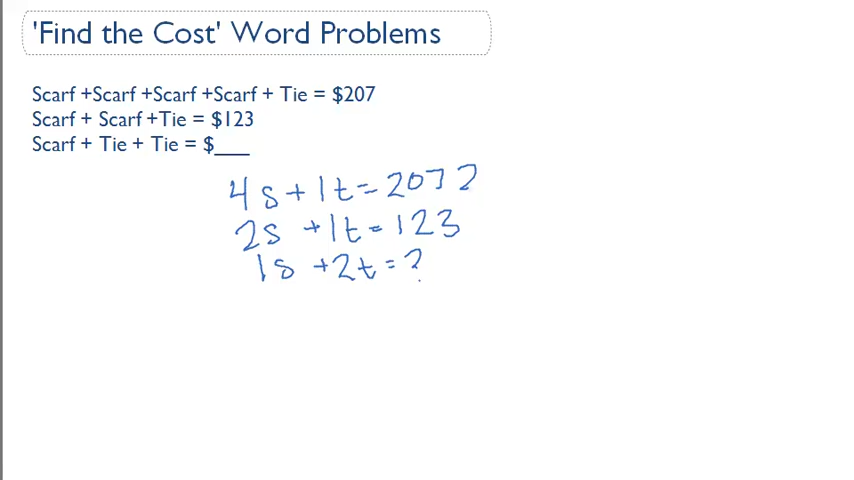 'Find the Cost' Word Problems
Scarf +Scarf +Scarf +Scarf + Tie = $207
Scarf + Scarf +Tie = $123
Scarf + Tie + Tie = $___
4s + 1t = 207 2
2s + 1t = 123
1s + 2t = ?